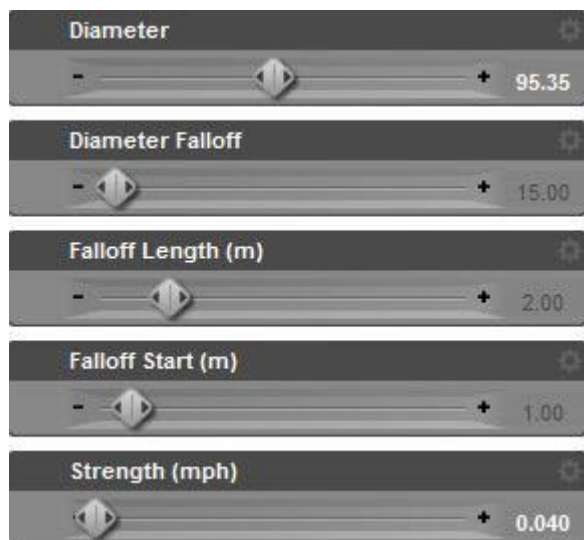 Diameter
- + 95.35
Diameter Falloff
- + 15.00
Falloff Length (m)
- + 2.00
Falloff Start (m)
- + 1.00
Strength (mph)
+ 0.040